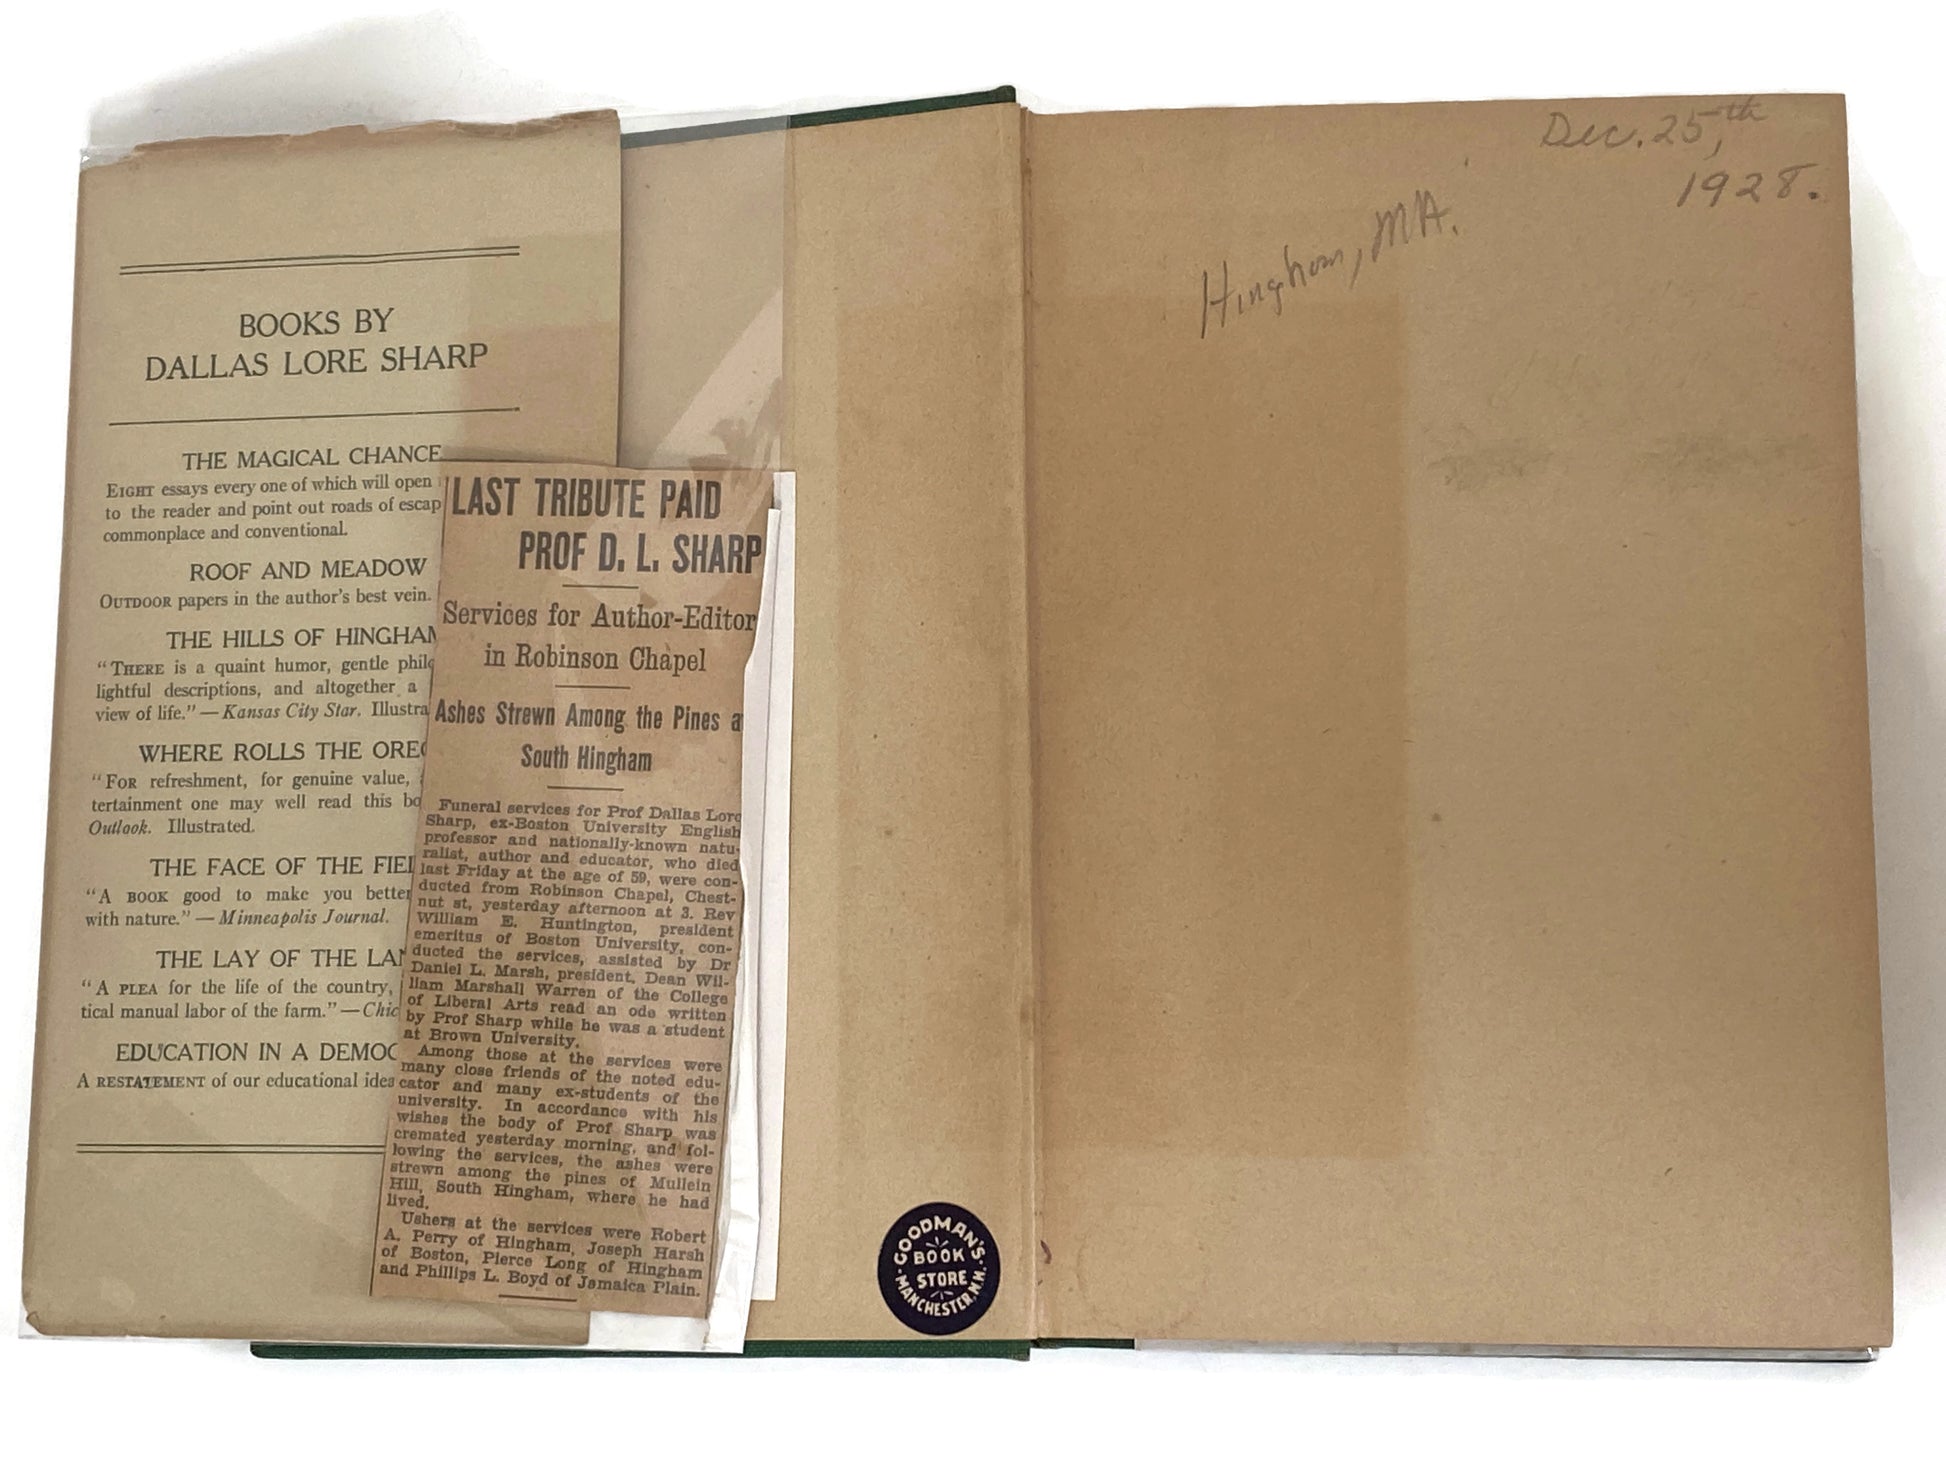 BOOKS BY
DALLAS LORE SHARP
THE MAGICAL CHANCE
EIGHT essays every one of which will open
to the reader and point out roads of escap
commonplace and conventional.
ROOF AND MEADOW
OUTDOOR papers in the author's best vein.
THE HILLS OF HINGHAM
"THERE is a quaint humor, gentle philo
lightful descriptions, and altogether a
view of life." — Kansas City Star. Illustra
WHERE ROLLS THE OREG
"FOR refreshment, for genuine value,
tertainment one may well read this bo
Outlook. Illustrated.
THE FACE OF THE FIEL
"A BOOK good to make you better
with nature." — Minneapolis Journal.
THE LAY OF THE LAN
"A PLEA for the life of the country,
tical manual labor of the farm." — Chic
EDUCATION IN A DEMOC
A RESTATEMENT of our educational idea
LAST TRIBUTE PAID
PROF D. L. SHARP
Services for Author-Editor
in Robinson Chapel
Ashes Strewn Among the Pines a
South Hingham
Funeral services for Prof Dallas Lore
Sharp, ex-Boston University English
professor and nationally-known natu-
ralist, author and educator, who died
last Friday at the age of 59, were con-
ducted from Robinson Chapel, Chest-
nut st, yesterday afternoon at 3. Rev
William E. Huntington, president
emeritus of Boston University, con-
ducted the services, assisted by Dr
Daniel L. Marsh, president. Dean Wil-
liam Marshall Warren of the College
of Liberal Arts read an ode written
by Prof Sharp while he was a student
at Brown University.
Among those at the services were
many close friends of the noted edu-
cator and many ex-students of the
university. In accordance with his
wishes the body of Prof Sharp was
cremated yesterday morning, and fol-
lowing the services, the ashes were
strewn among the pines of Mullein
Hill, South Hingham, where he had
lived.
Ushers at the services were Robert
A. Perry of Hingham, Joseph Harsh
of Boston, Pierce Long of Hingham
and Phillips L. Boyd of Jamaica Plain.
GOODMAN'S
BOOK
STORE
MANCHESTER, N.H.
Dec. 25,th
1928.
Hingham, MA.